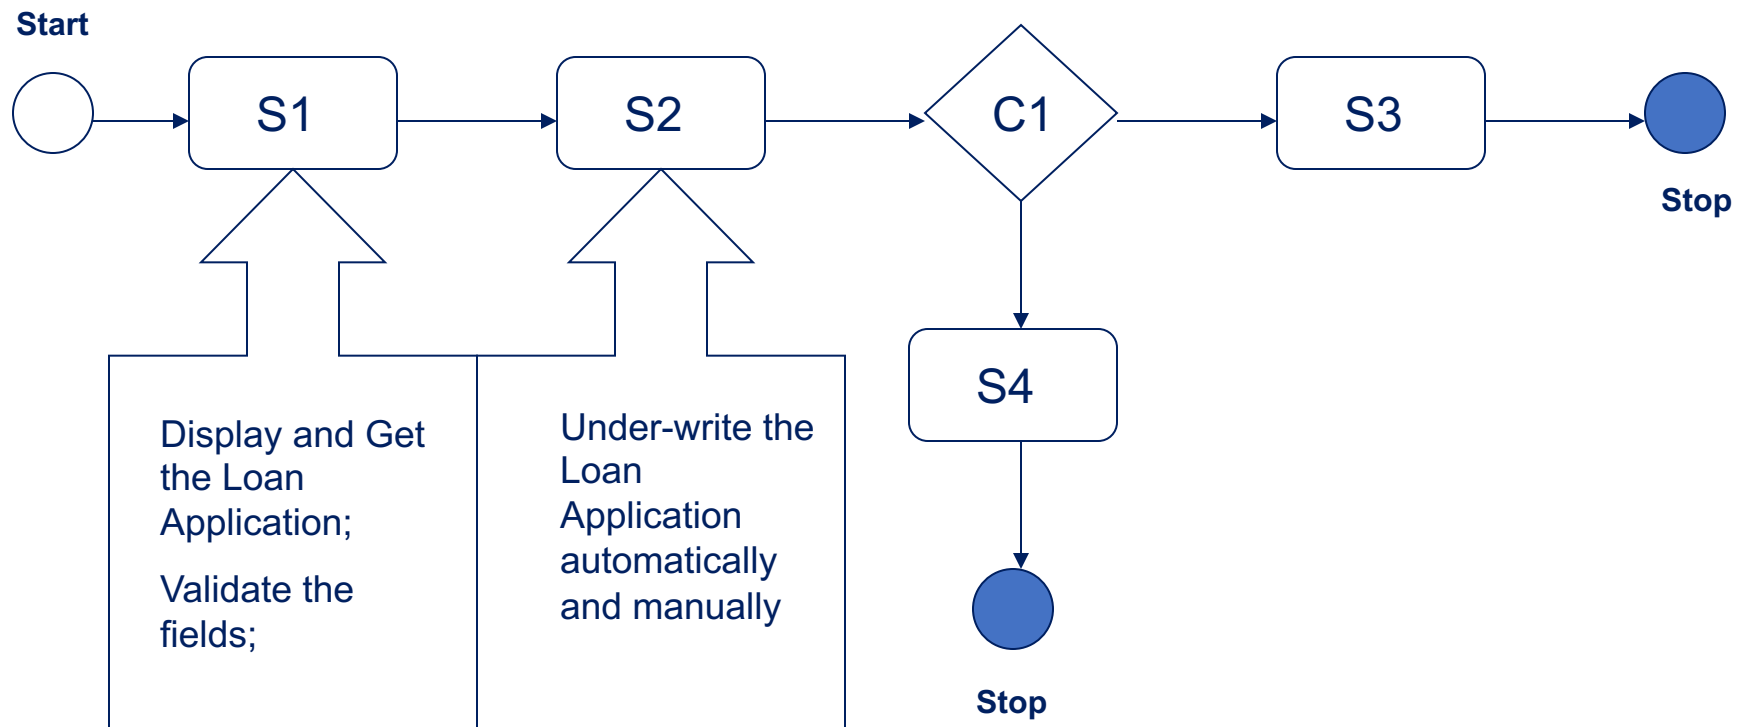 Start
S1
S2
C1
S3
Stop
S4
Display and Get
the Loan
Application;
Validate the
fields;
Under-write the
Loan
Application
automatically
and manually
Stop